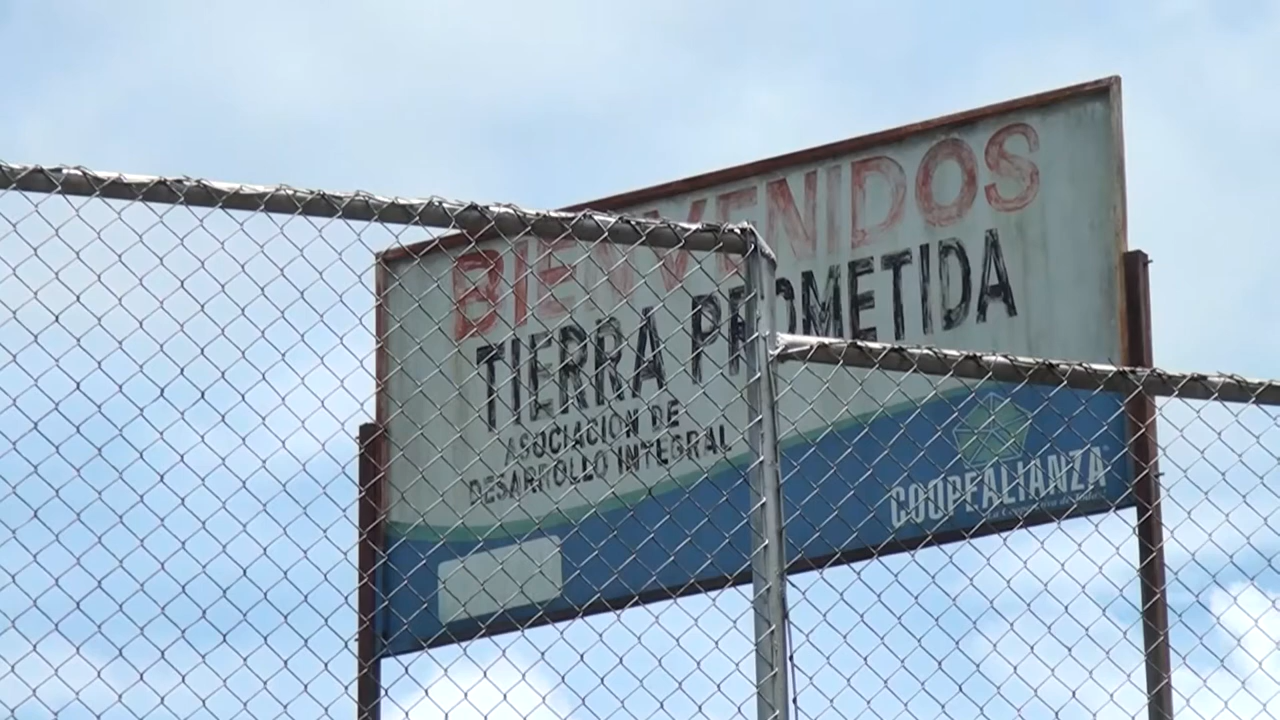 BIENVENIDOS
TIERRA PROMETIDA
ASOCIACION DE
DESARROLLO INTEGRAL
COOPEALIANZA